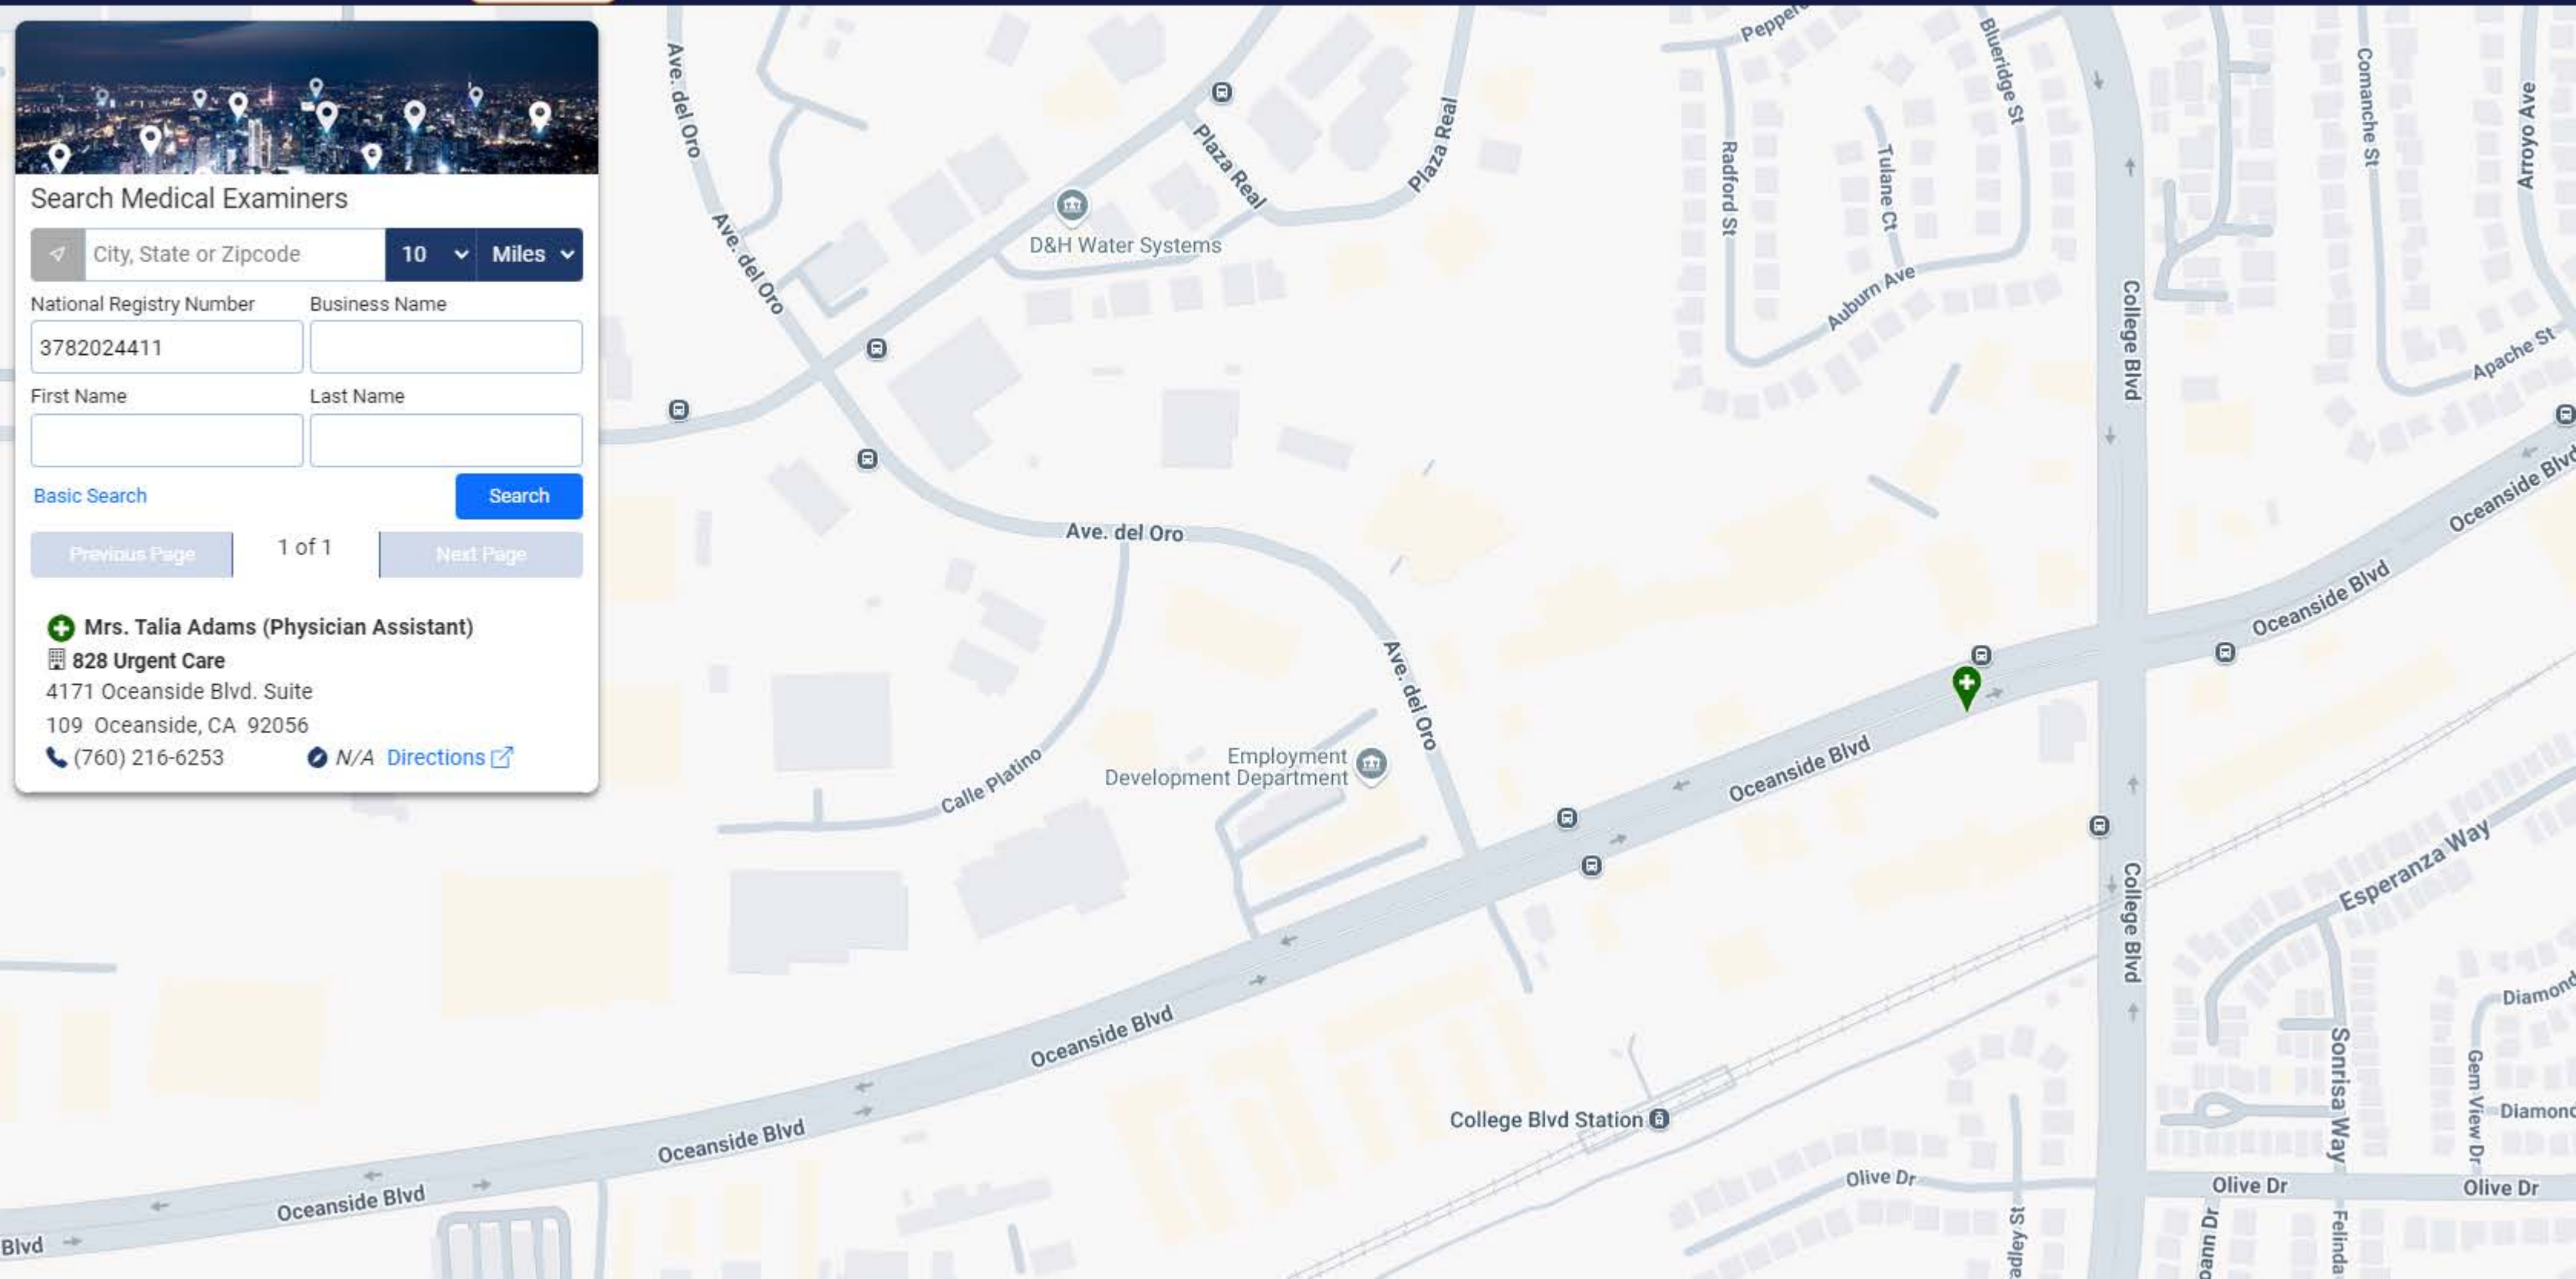 Search Medical Examiners
City, State or Zipcode 10 Miles
National Registry Number Business Name
3782024411
First Name Last Name
Basic Search Search
Previous Page 1 of 1 Next Page
Mrs. Talia Adams (Physician Assistant)
828 Urgent Care
4171 Oceanside Blvd. Suite
109 Oceanside, CA 92056
(760) 216-6253 N/A Directions
Ave. del Oro
Ave. del Oro
Plaza Real
Plaza Real
D&H Water Systems
Radford St
Tulane Ct
Blueridge St
Auburn Ave
College Blvd
Comanche St
Arroyo Ave
Apache St
Oceanside Blvd
Oceanside Blvd
Ave. del Oro
Ave. del Oro
Calle Platino
Employment
Development Department
Oceanside Blvd
College Blvd
Esperanza Way
Oceanside Blvd
Oceanside Blvd
Oceanside Blvd
Blvd
College Blvd Station
Olive Dr
Olive Dr
Olive Dr
Sonrisa Way
Gem View Dr
Diamond
Felinda